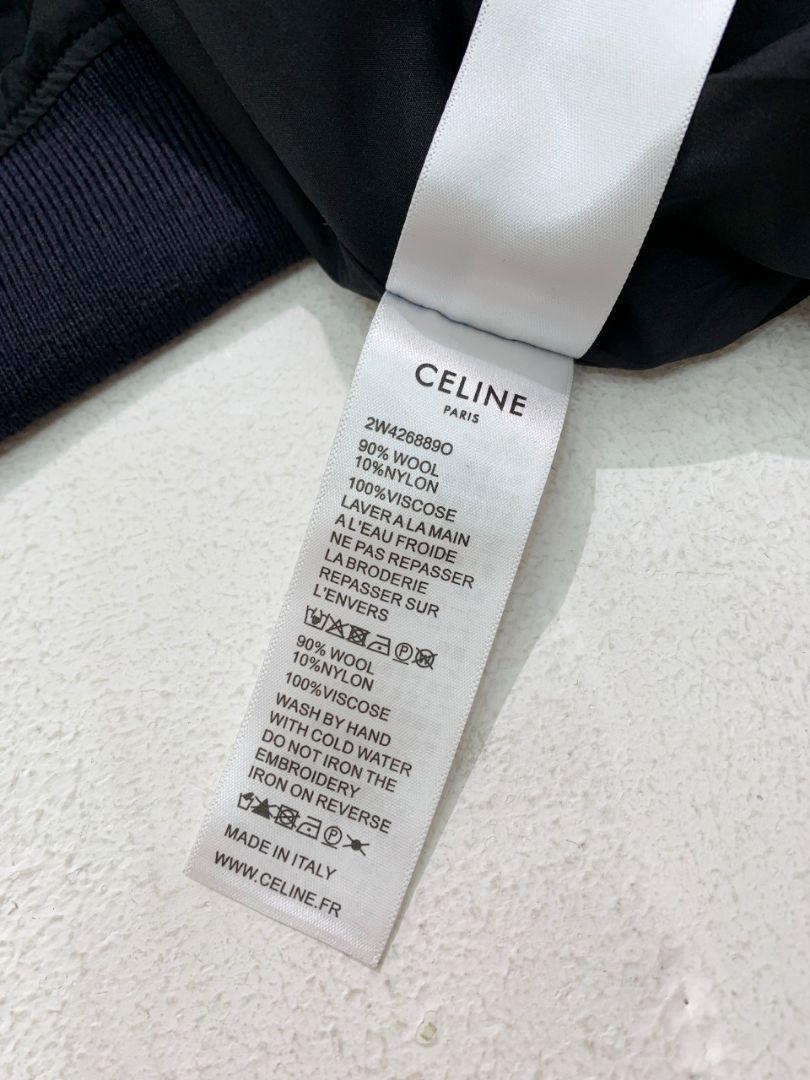 CELINE
PARIS
2W426889O
90% WOOL
10%NYLON
100%VISCOSE
LAVER A LA MAIN
A L'EAU FROIDE
NE PAS REPASSER
LA BRODERIE
REPASSER SUR
L'ENVERS
90% WOOL
10%NYLON
100%VISCOSE
WASH BY HAND
WITH COLD WATER
DO NOT IRON THE
EMBROIDERY
IRON ON REVERSE
MADE IN ITALY
WWW.CELINE.FR